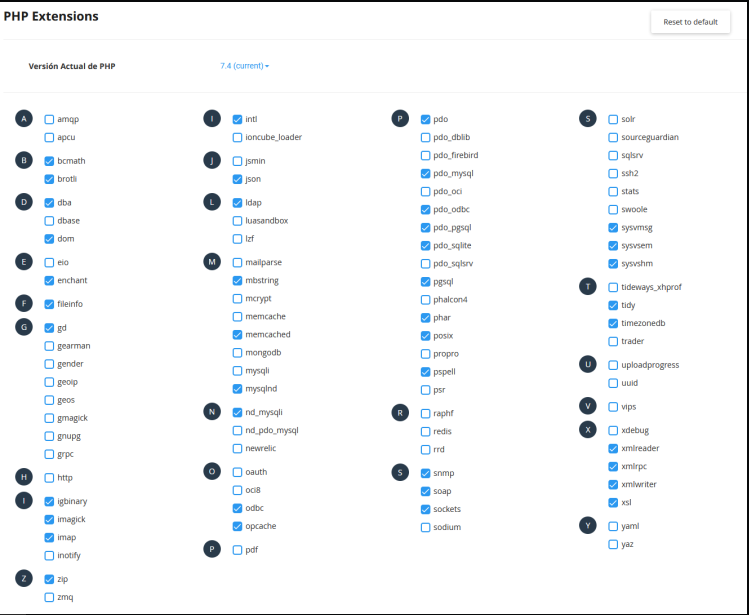 PHP Extensions
Reset to default
Versión Actual de PHP
7.4 (current)
A
amqp
apcu
B
bcmath
brotli
D
dba
dbase
dom
E
eio
enchant
F
fileinfo
G
gd
gearman
gender
geoip
geos
gmagick
gnupg
grpc
H
http
I
igbinary
imagick
imap
inotify
Z
zip
zmq
I
intl
ioncube_loader
J
jsmin
json
L
ldap
luasandbox
lzf
M
mailparse
mbstring
mcrypt
memcache
memcached
mongodb
mysqli
mysqlnd
N
nd_mysqli
nd_pdo_mysql
newrelic
O
oauth
oci8
odbc
opcache
P
pdf
P
pdo
pdo_dblib
pdo_firebird
pdo_mysql
pdo_oci
pdo_odbc
pdo_pgsql
pdo_sqlite
pdo_sqlsrv
pgsql
phalcon4
phar
posix
propro
pspell
psr
R
raphf
redis
rrd
S
snmp
soap
sockets
sodium
S
solr
sourceguardian
sqlsrv
ssh2
stats
swoole
sysvmsg
sysvsem
sysvshm
T
tideways_xhprof
tidy
timezonedb
trader
U
uploadprogress
uuid
V
vips
X
xdebug
xmlreader
xmlrpc
xmlwriter
xsl
Y
yaml
yaz